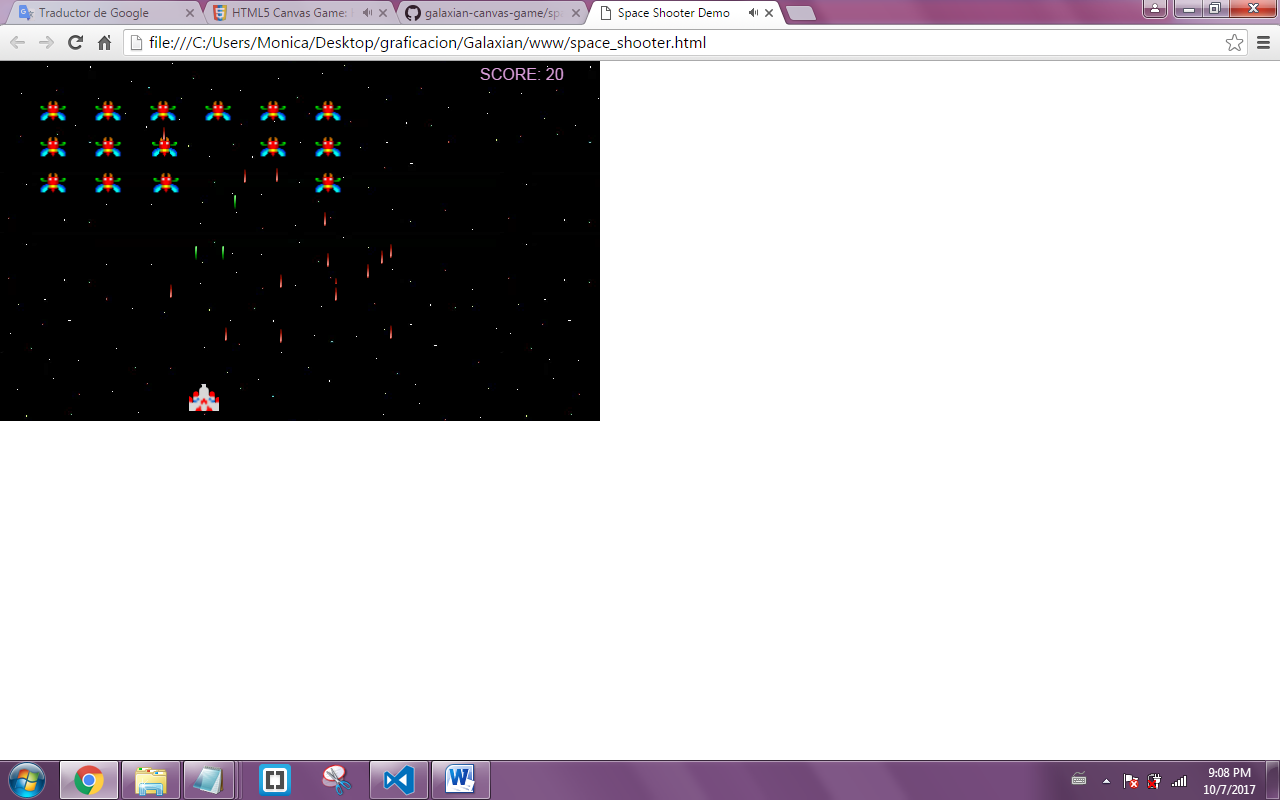 Traductor de Google
HTML5 Canvas Game:
galaxian-canvas-game/sp
Space Shooter Demo
file:///C:/Users/Monica/Desktop/graficacion/Galaxian/www/space_shooter.html
SCORE: 20
9:08 PM
10/7/2017